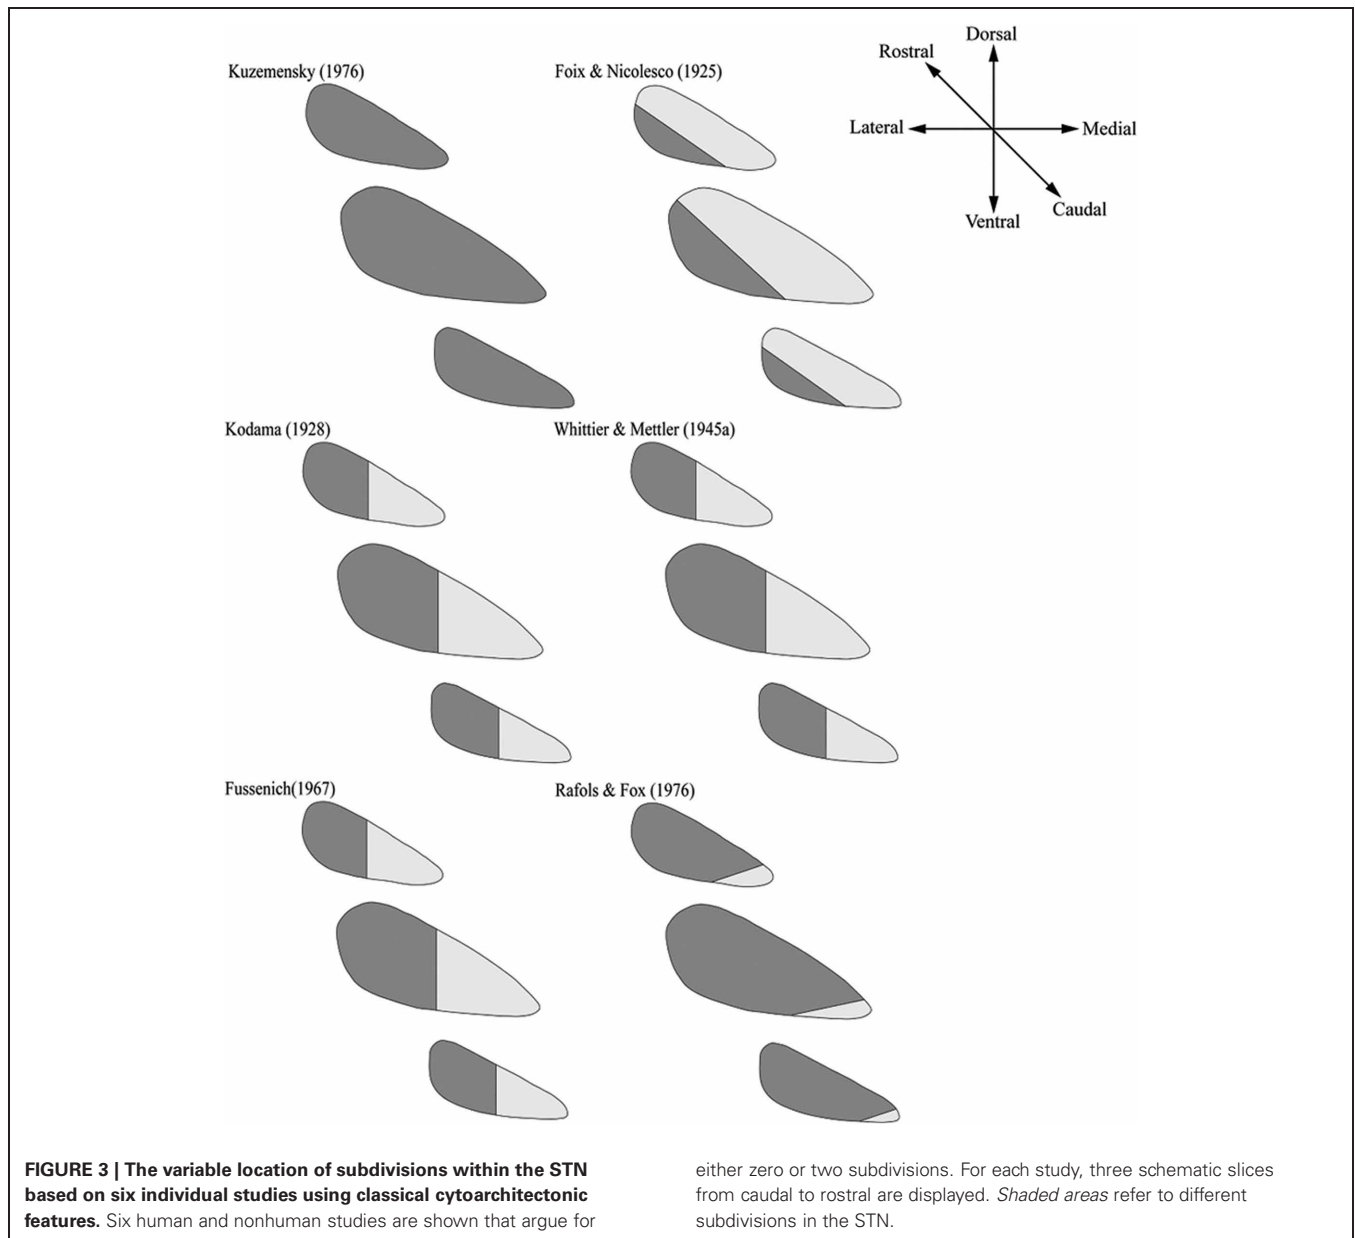 Dorsal
Rostral
Kuzemensky (1976)
Foix & Nicolesco (1925)
Lateral
Medial
Caudal
Ventral
Kodama (1928)
Whittier & Mettler (1945a)
Fussenich(1967)
Rafols & Fox (1976)
FIGURE 3 | The variable location of subdivisions within the STN
based on six individual studies using classical cytoarchitectonic
features. Six human and nonhuman studies are shown that argue for
either zero or two subdivisions. For each study, three schematic slices
from caudal to rostral are displayed. Shaded areas refer to different
subdivisions in the STN.